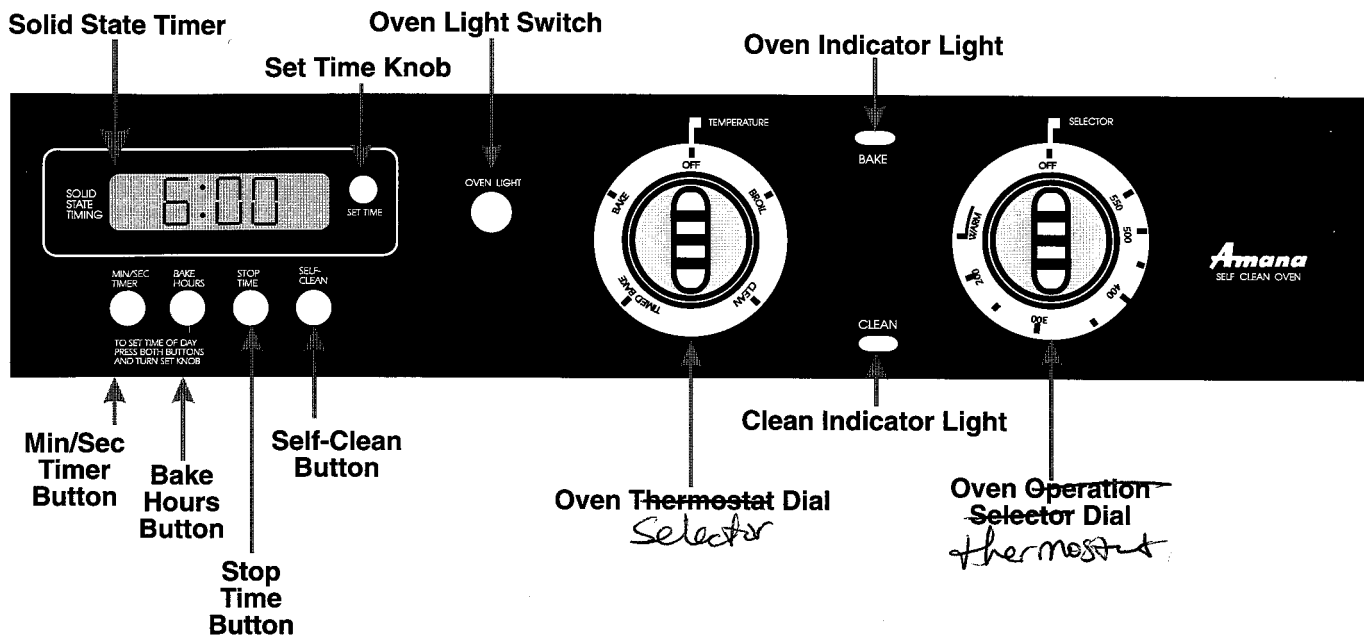 Solid State Timer
Oven Light Switch
Set Time Knob
Oven Indicator Light
SOLID
STATE
TIMING
6:00
SET TIME
OVEN LIGHT
TEMPERATURE
OFF
BROIL
CLEAN
TIMED BAKE
BAKE
BAKE
CLEAN
SELECTOR
OFF
550
500
400
300
200
WARM
Amana
SELF CLEAN OVEN
MIN/SEC
TIMER
BAKE
HOURS
STOP
TIME
SELF-
CLEAN
TO SET TIME OF DAY
PRESS BOTH BUTTONS
AND TURN SET KNOB
Min/Sec
Timer
Button
Bake
Hours
Button
Stop
Time
Button
Self-Clean
Button
Oven Thermostat Dial
Selector
Clean Indicator Light
Oven Operation
Selector Dial
thermostat